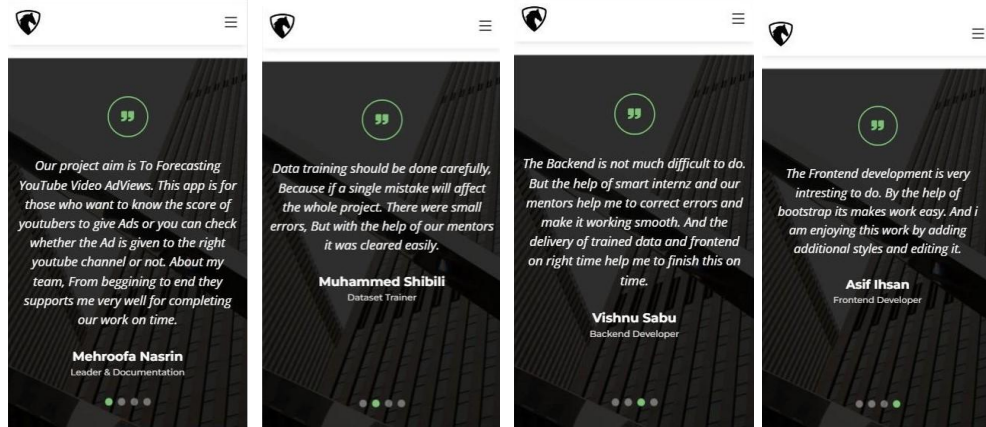 Our project aim is To Forecasting
YouTube Video AdViews. This app is for
those who want to know the score of
youtubers to give Ads or you can check
whether the Ad is given to the right
youtube channel or not. About my
team, From beggining to end they
supports me very well for completing
our work on time.
Mehroofa Nasrin
Leader & Documentation
Data training should be done carefully,
Because if a single mistake will affect
the whole project. There were small
errors, But with the help of our mentors
it was cleared easily.
Muhammed Shibili
Dataset Trainer
The Backend is not much difficult to do.
But the help of smart internz and our
mentors help me to correct errors and
make it working smooth. And the
delivery of trained data and frontend
on right time help me to finish this on
time.
Vishnu Sabu
Backend Developer
The Frontend development is very
intresting to do. By the help of
bootstrap its makes work easy. And i
am enjoying this work by adding
additional styles and editing it.
Asif Ihsan
Frontend Developer